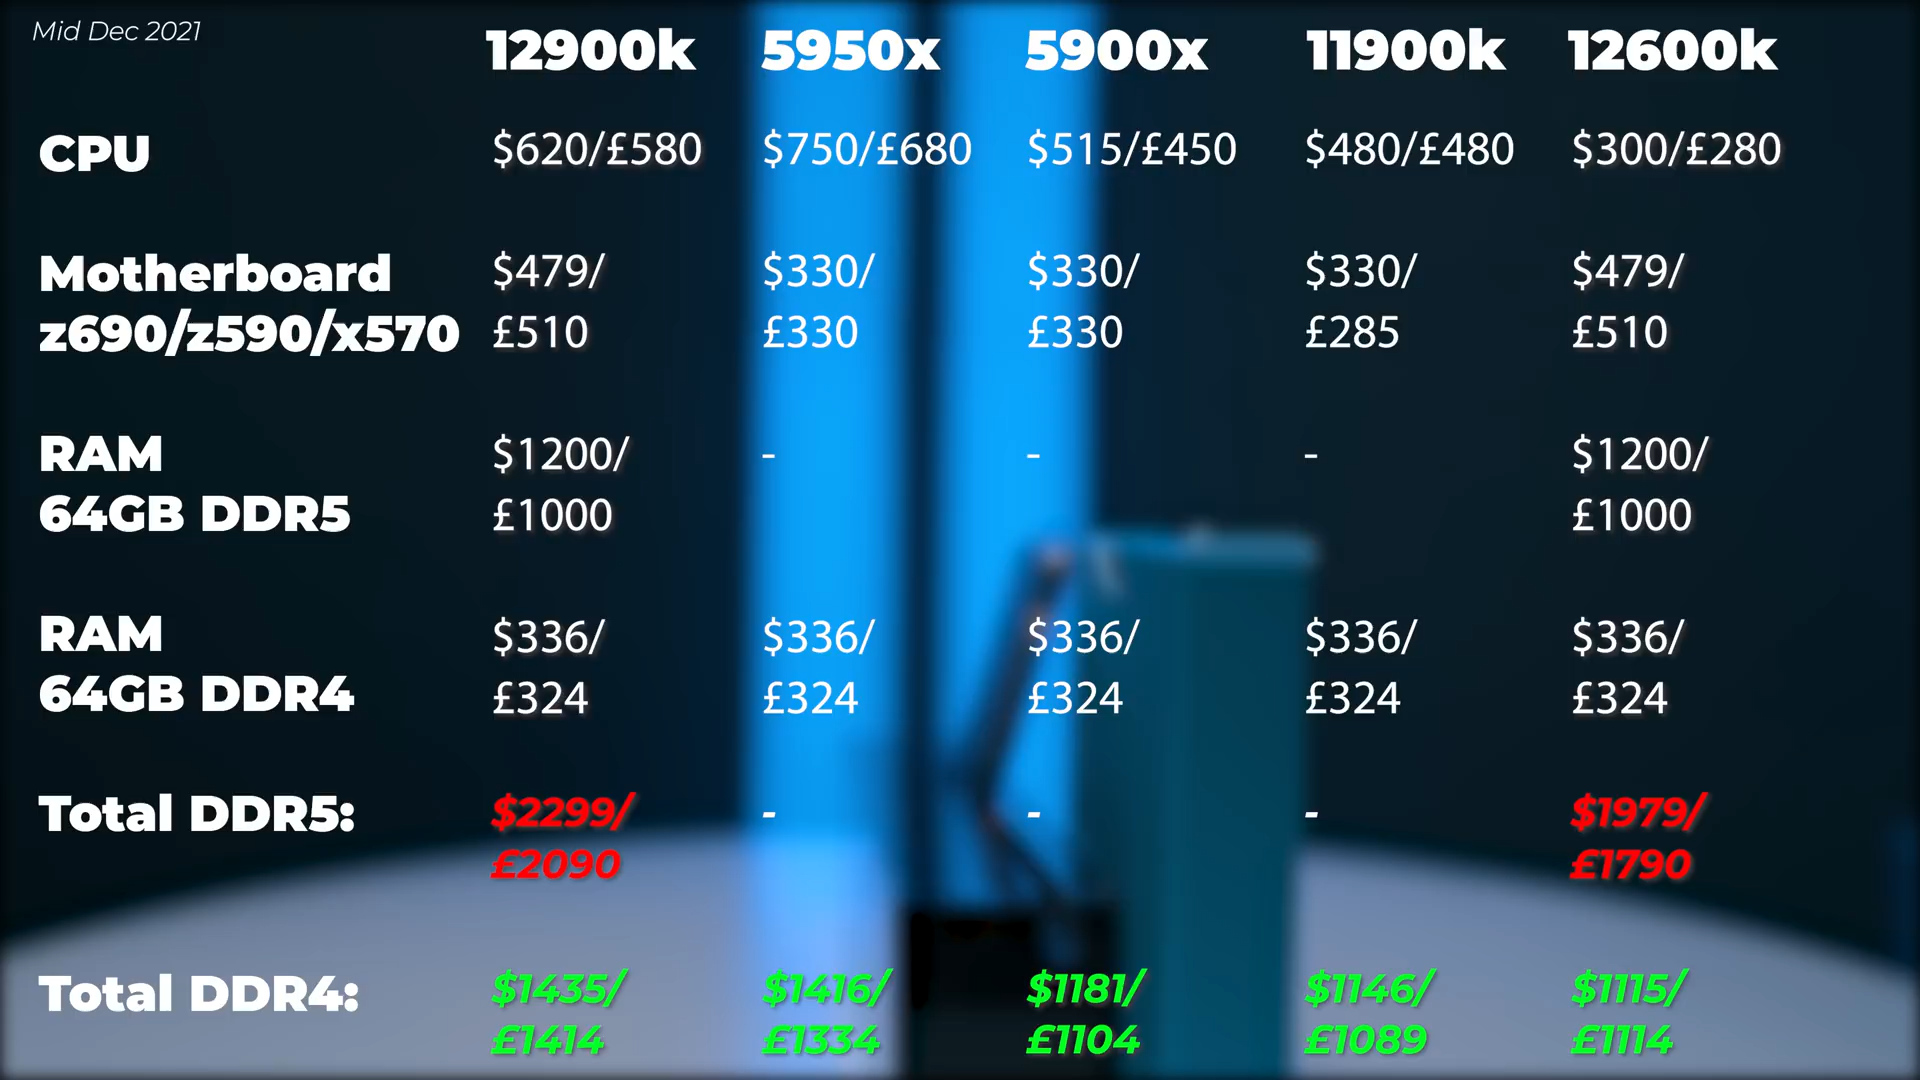 Mid Dec 2021
12900k 5950x 5900x 11900k 12600k
CPU $620/£580 $750/£680 $515/£450 $480/£480 $300/£280
Motherboard $479/ $330/ $330/ $330/ $479/
z690/z590/x570 £510 £330 £330 £285 £510
RAM $1200/ - - - $1200/
64GB DDR5 £1000 £1000
RAM $336/ $336/ $336/ $336/ $336/
64GB DDR4 £324 £324 £324 £324 £324
Total DDR5: $2299/ - - - $1979/
£2090 £1790
Total DDR4: $1435/ $1416/ $1181/ $1146/ $1115/
£1414 £1334 £1104 £1089 £1114